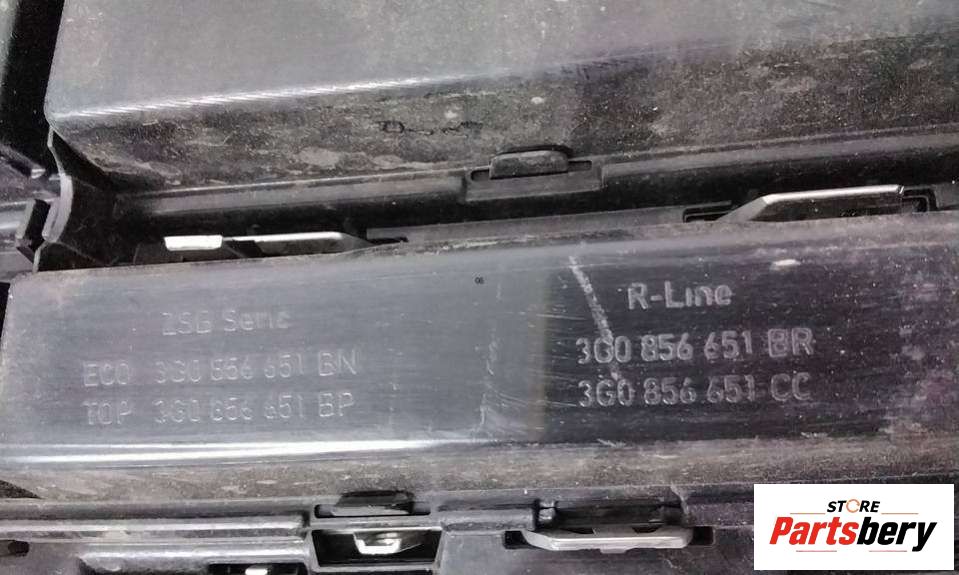 ZSB Serie
ECO 3G0 856 651 BN
TOP 3G0 856 651 BP
R-Line
3G0 856 651 BR
3G0 856 651 CC
STORE
Partsbery